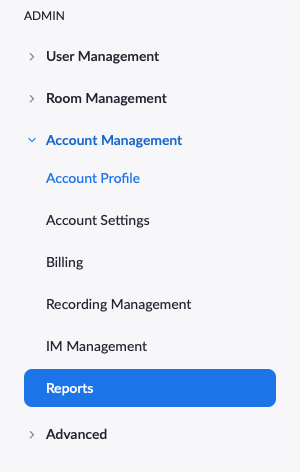 ADMIN
User Management
Room Management
Account Management
Account Profile
Account Settings
Billing
Recording Management
IM Management
Reports
Advanced